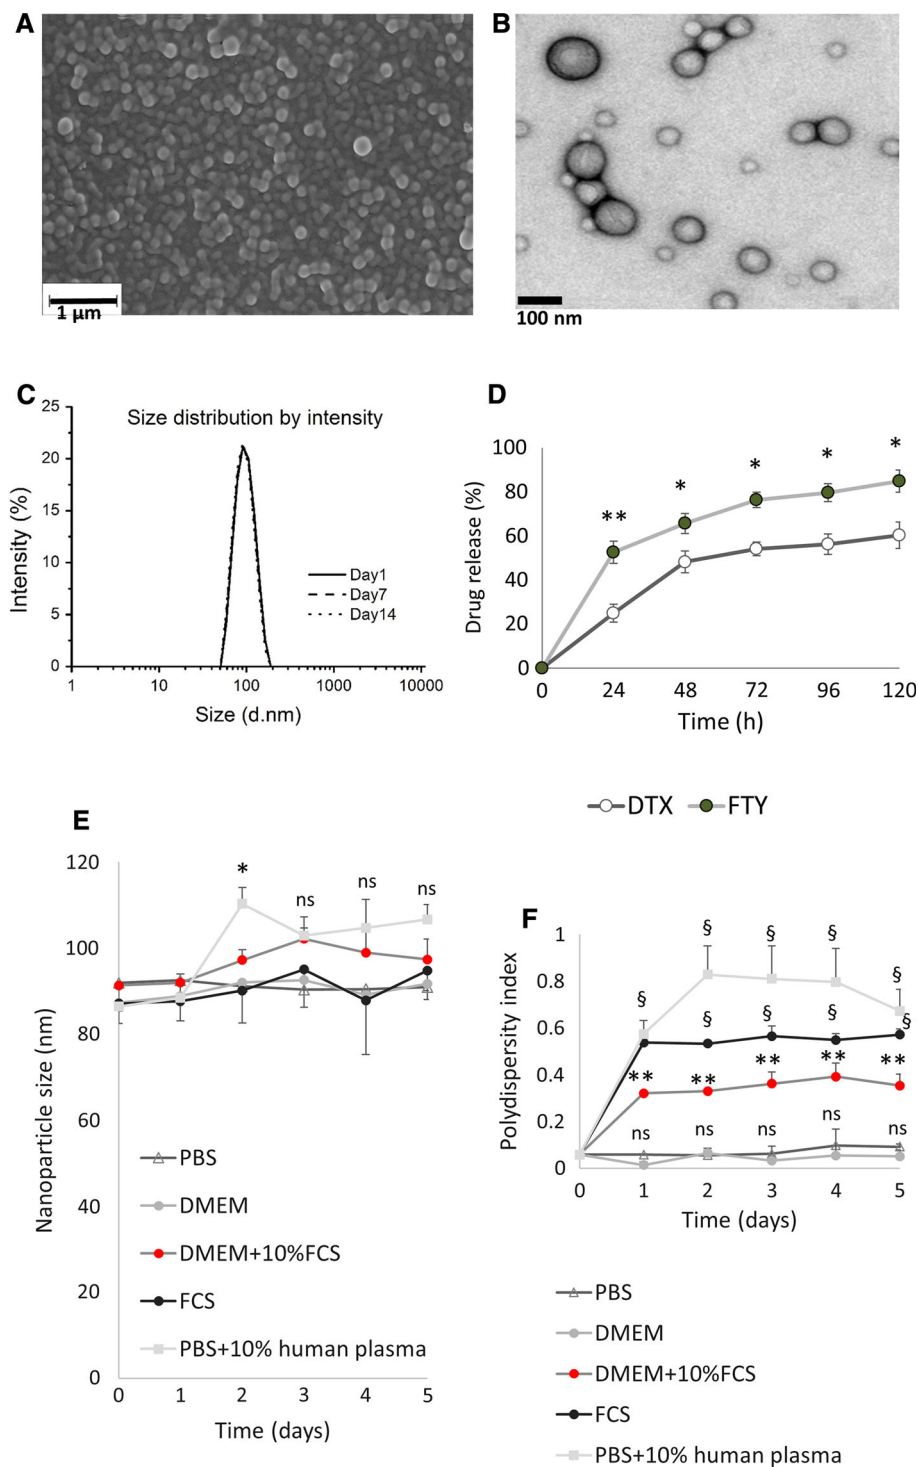 A
1 µm
B
100 nm
C
Size distribution by intensity
25
20
15
10
5
0
Intensity (%)
Day1
Day7
Day14
1 10 100 1000 10000
Size (d.nm)
D
100
80
60
40
20
0
Drug release (%)
** * * * *
0 24 48 72 96 120
Time (h)
DTX FTY
E
120
100
80
60
40
20
0
Nanoparticle size (nm)
* ns ns ns
PBS
DMEM
DMEM+10%FCS
FCS
PBS+10% human plasma
0 1 2 3 4 5
Time (days)
F
1
0.8
0.6
0.4
0.2
0
Polydispersity index
§ § § § §
§ § § §
** ** ** ** **
ns ns ns ns ns
0 1 2 3 4 5
Time (days)
PBS
DMEM
DMEM+10%FCS
FCS
PBS+10% human plasma